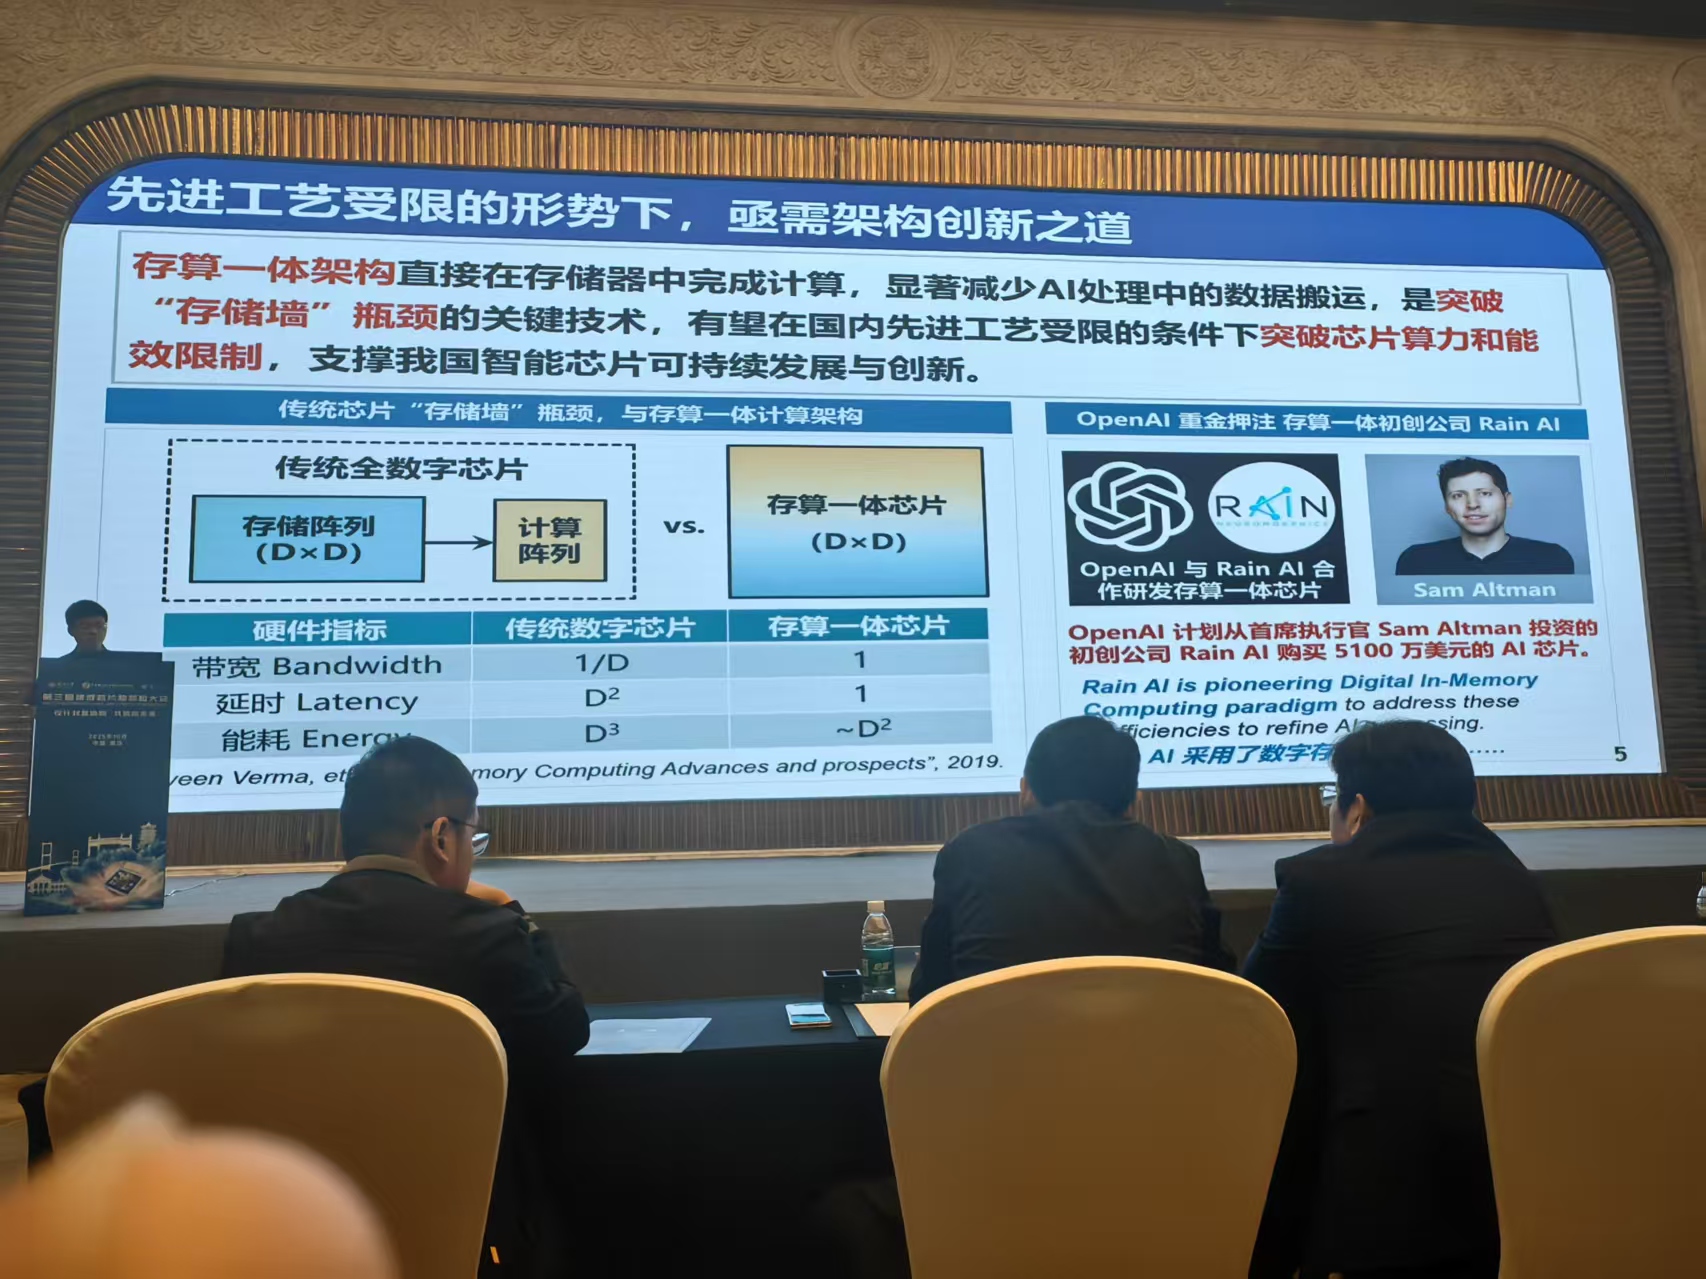 先进工艺受限的形势下，亟需架构创新之道
存算一体架构直接在存储器中完成计算，显著减少AI处理中的数据搬运，是突破
“存储墙”瓶颈的关键技术，有望在国内先进工艺受限的条件下突破芯片算力和能
效限制，支撑我国智能芯片可持续发展与创新。
传统芯片“存储墙”瓶颈，与存算一体计算架构
传统全数字芯片
存储阵列
(D×D)
计算
阵列
vs.
存算一体芯片
(D×D)
硬件指标 传统数字芯片 存算一体芯片
带宽 Bandwidth 1/D 1
延时 Latency D² 1
能耗 Energy D³ ~D²
veen Verma, et mory Computing Advances and prospects”, 2019.
OpenAI 重金押注 存算一体初创公司 Rain AI
RAIN
NEUROMORPHICS
OpenAI 与 Rain AI 合
作研发存算一体芯片
Sam Altman
OpenAI 计划从首席执行官 Sam Altman 投资的
初创公司 Rain AI 购买 5100 万美元的 AI 芯片。
Rain AI is pioneering Digital In-Memory
Computing paradigm to address these
fficiencies to refine AI ssing.
AI 采用了数字存 ......
5